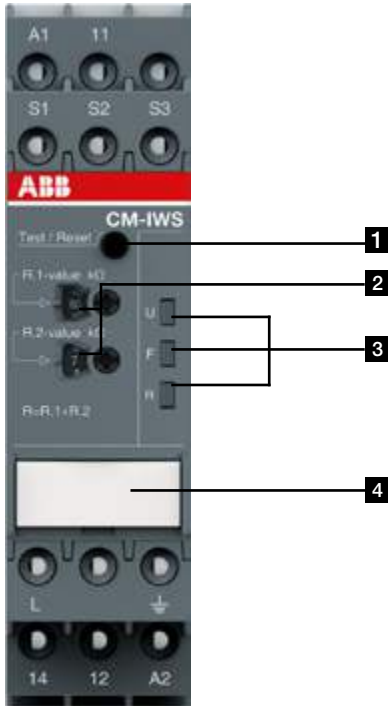 A1 11
S1 S2 S3
ABB
CM-IWS
Test / Reset
1
R.1-value kΩ
2
U
R.2-value kΩ
F
3
R
R=R.1+R.2
4
L
14 12 A2